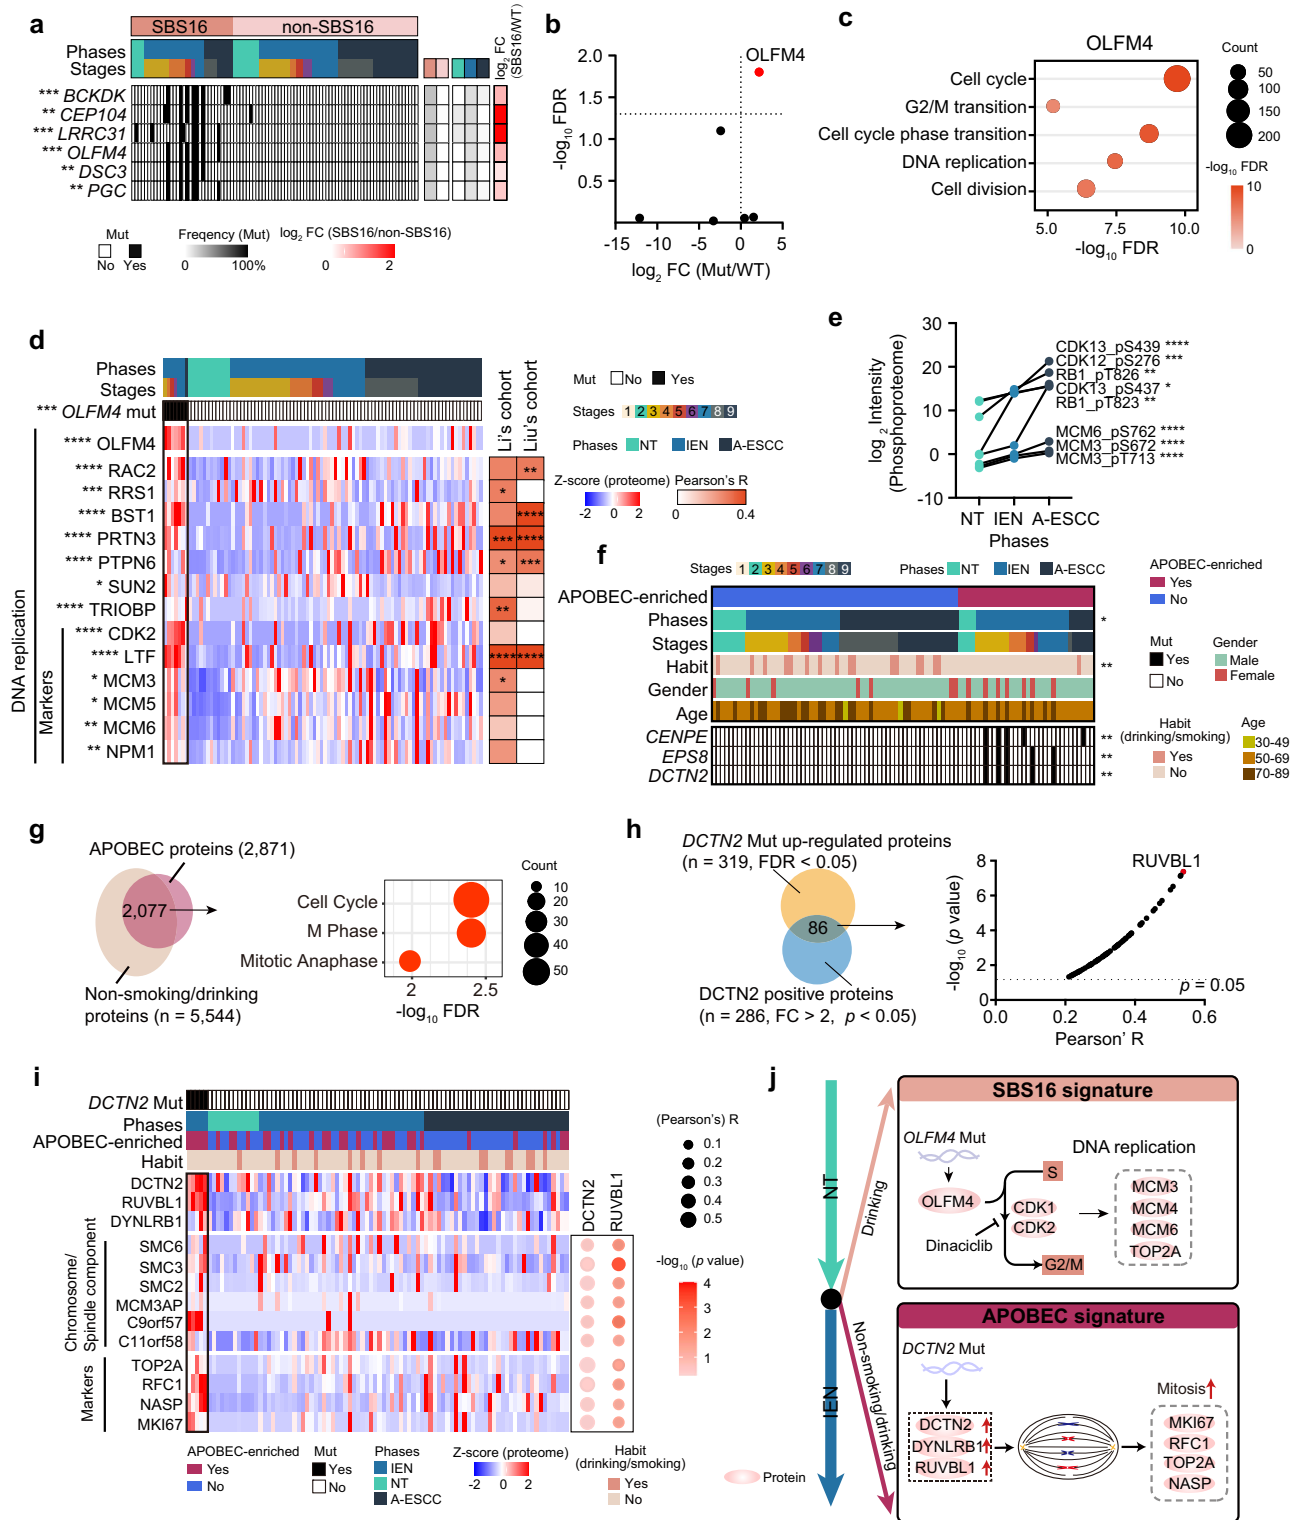 a
SBS16
non-SBS16
Phases
Stages
log2 FC
(SBS16/WT)
*** BCKDK
** CEP104
*** LRRC31
*** OLFM4
** DSC3
** PGC
Mut
No Yes
Freqency (Mut)
0 100%
log2 FC (SBS16/non-SBS16)
0 2
b
2.0
1.5
1.0
0.5
-log10 FDR
OLFM4
-15 -10 -5 0 5
log2 FC (Mut/WT)
c
OLFM4
Cell cycle
G2/M transition
Cell cycle phase transition
DNA replication
Cell division
5.0 7.5 10.0
-log10 FDR
Count
50
100
150
200
-log10 FDR
10
0
d
Phases
Stages
*** OLFM4 mut
Li's cohort
Liu's cohort
DNA replication
Markers
**** OLFM4
**** RAC2
**
*** RRS1
*
**** BST1
****
**** PRTN3
*** ****
**** PTPN6
* ***
* SUN2
**** TRIOBP
**
**** CDK2
**** LTF
**** ****
* MCM3
*
* MCM5
** MCM6
** NPM1
Mut No Yes
Stages 1 2 3 4 5 6 7 8 9
Phases NT IEN A-ESCC
Z-score (proteome)
-2 0 2
Pearson's R
0 0.4
e
30
20
10
0
-10
log2 Intensity
(Phosphoproteome)
CDK13_pS439 ****
CDK12_pS276 ***
RB1_pT826 **
CDK13_pS437 *
RB1_pT823 **
MCM6_pS762 ****
MCM3_pS672 ****
MCM3_pT713 ****
NT IEN A-ESCC
Phases
f
Stages 1 2 3 4 5 6 7 8 9
Phases NT IEN A-ESCC
APOBEC-enriched
Phases *
Stages
Habit **
Gender
Age
CENPE **
EPS8 **
DCTN2 **
APOBEC-enriched
Yes
No
Mut
Yes
No
Gender
Male
Female
Habit
(drinking/smoking)
Yes
No
Age
30-49
50-69
70-89
g
APOBEC proteins (2,871)
2,077
Non-smoking/drinking
proteins (n = 5,544)
Cell Cycle
M Phase
Mitotic Anaphase
2 2.5
-log10 FDR
Count
10
20
30
40
50
h
DCTN2 Mut up-regulated proteins
(n = 319, FDR < 0.05)
86
DCTN2 positive proteins
(n = 286, FC > 2, p < 0.05)
8
6
4
2
0
-log10 (p value)
RUVBL1
p = 0.05
0.0 0.2 0.4 0.6
Pearson' R
i
DCTN2 Mut
Phases
APOBEC-enriched
Habit
DCTN2
RUVBL1
DYNLRB1
Chromosome/
Spindle component
SMC6
SMC3
SMC2
MCM3AP
C9orf57
C11orf58
Markers
TOP2A
RFC1
NASP
MKI67
DCTN2
RUVBL1
(Pearson's) R
0.1
0.2
0.3
0.4
0.5
-log10 (p value)
4
3
2
1
APOBEC-enriched
Yes
No
Mut
Yes
No
Phases
IEN
NT
A-ESCC
Z-score (proteome)
-2 0 2
Habit
(drinking/smoking)
Yes
No
j
NT
IEN
Drinking
Non-smoking/drinking
Protein
SBS16 signature
OLFM4 Mut
OLFM4
S
CDK1
CDK2
Dinaciclib
G2/M
DNA replication
MCM3
MCM4
MCM6
TOP2A
APOBEC signature
DCTN2 Mut
DCTN2
DYNLRB1
RUVBL1
Mitosis
MKI67
RFC1
TOP2A
NASP